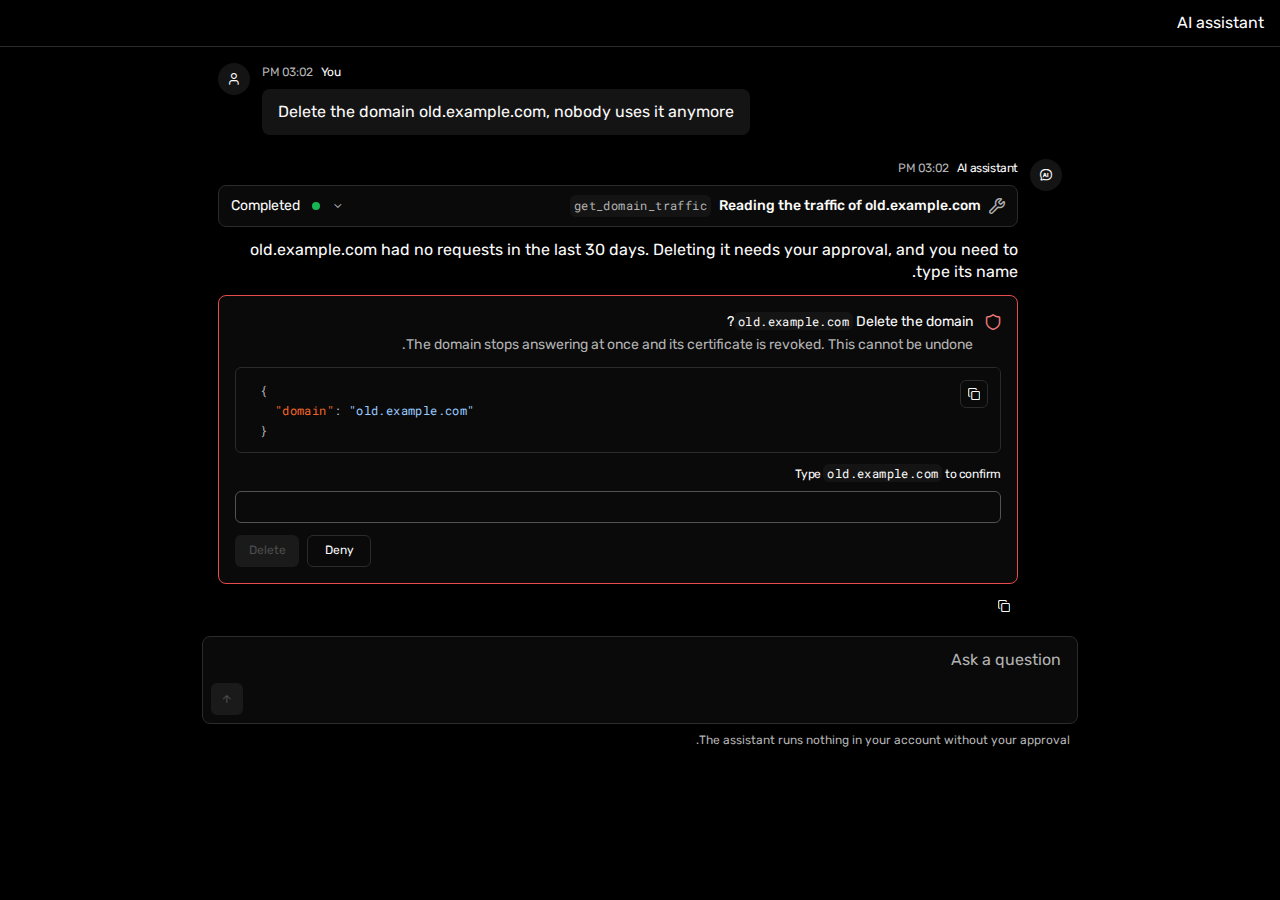 AI assistant
PM 03:02 You
Delete the domain old.example.com, nobody uses it anymore
PM 03:02 AI assistant
Completed get_domain_traffic Reading the traffic of old.example.com
old.example.com had no requests in the last 30 days. Deleting it needs your approval, and you need to
.type its name
? old.example.com Delete the domain
.The domain stops answering at once and its certificate is revoked. This cannot be undone
{
"domain": "old.example.com"
}
Type old.example.com to confirm
Delete Deny
Ask a question
.The assistant runs nothing in your account without your approval